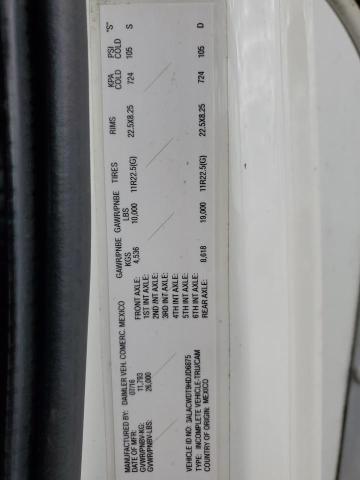 MANUFACTURED BY: DAIMLER VEH. COMERC. MEXICO
DATE OF MFR: 07/16
GVWR/PNBV-KG: 11,793
GVWR/PNBV-LBS: 26,000
GAWR/PNBE KGS GAWR/PNBE LBS TIRES RIMS KPA COLD PSI COLD "S"
FRONT AXLE: 4,536 10,000 11R22.5(G) 22.5X8.25 724 105 S
1ST INT AXLE:
2ND INT AXLE:
3RD INT AXLE:
4TH INT AXLE:
5TH INT AXLE:
6TH INT AXLE:
REAR AXLE: 8,618 19,000 11R22.5(G) 22.5X8.25 724 105 D
VEHICLE ID NO.: 3ALACWDT9HDJD6675
TYPE: INCOMPLETE VEHICLE-TRU/CAM
COUNTRY OF ORIGIN: MEXICO